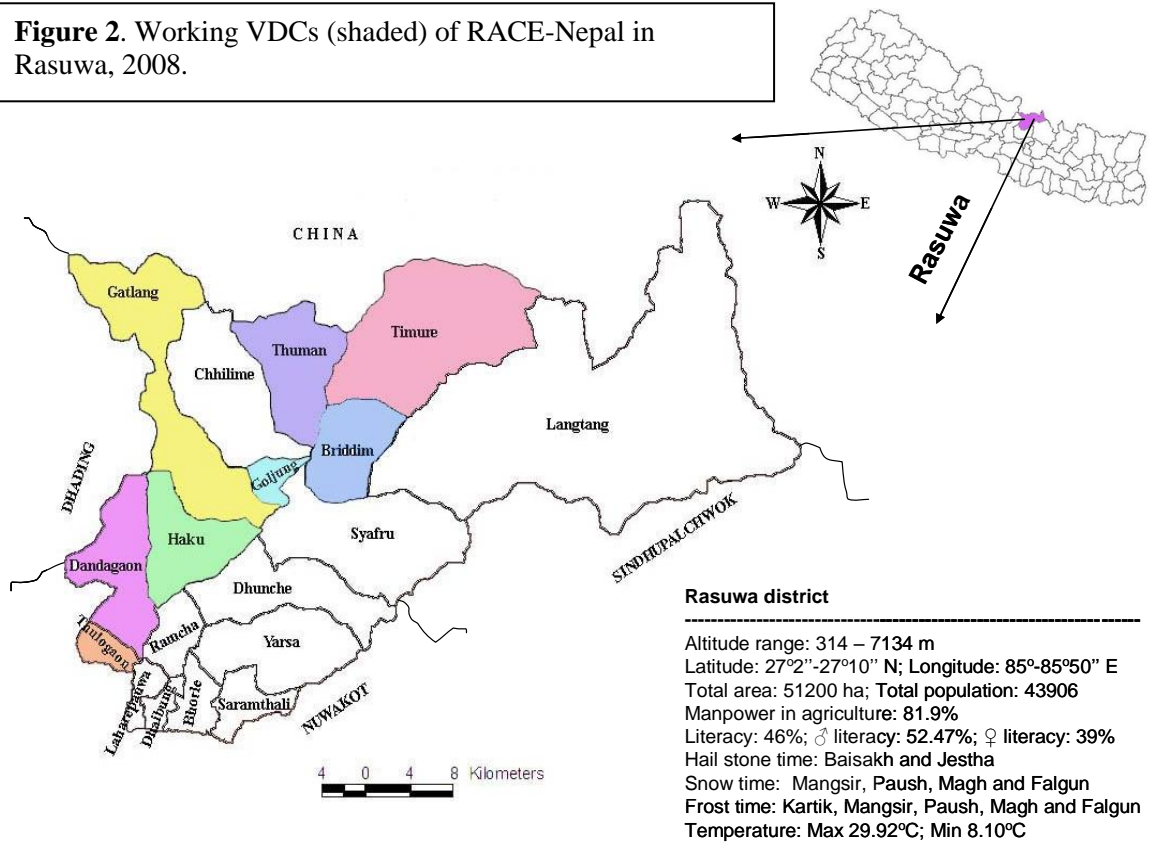 Figure 2. Working VDCs (shaded) of RACE-Nepal in
Rasuwa, 2008.
N
W E
S
Rasuwa
CHINA
Gatlang
Timure
Thuman
Chhilime
Langtang
Briddim
Goljung
DHADING
Syafru
SINDHUPALCHWOK
Haku
Dandagaon
Dhunche
Thulogaon
Ramcha
Yarsa
Laharepauwa
Dhaibung
Bhorle
Saramthali
NUWAKOT
4 0 4 8 Kilometers
Rasuwa district
--------------------------------------------------------------------------------
Altitude range: 314 – 7134 m
Latitude: 27º2’’-27º10’’ N; Longitude: 85º-85º50’’ E
Total area: 51200 ha; Total population: 43906
Manpower in agriculture: 81.9%
Literacy: 46%; ♂ literacy: 52.47%; ♀ literacy: 39%
Hail stone time: Baisakh and Jestha
Snow time: Mangsir, Paush, Magh and Falgun
Frost time: Kartik, Mangsir, Paush, Magh and Falgun
Temperature: Max 29.92ºC; Min 8.10ºC